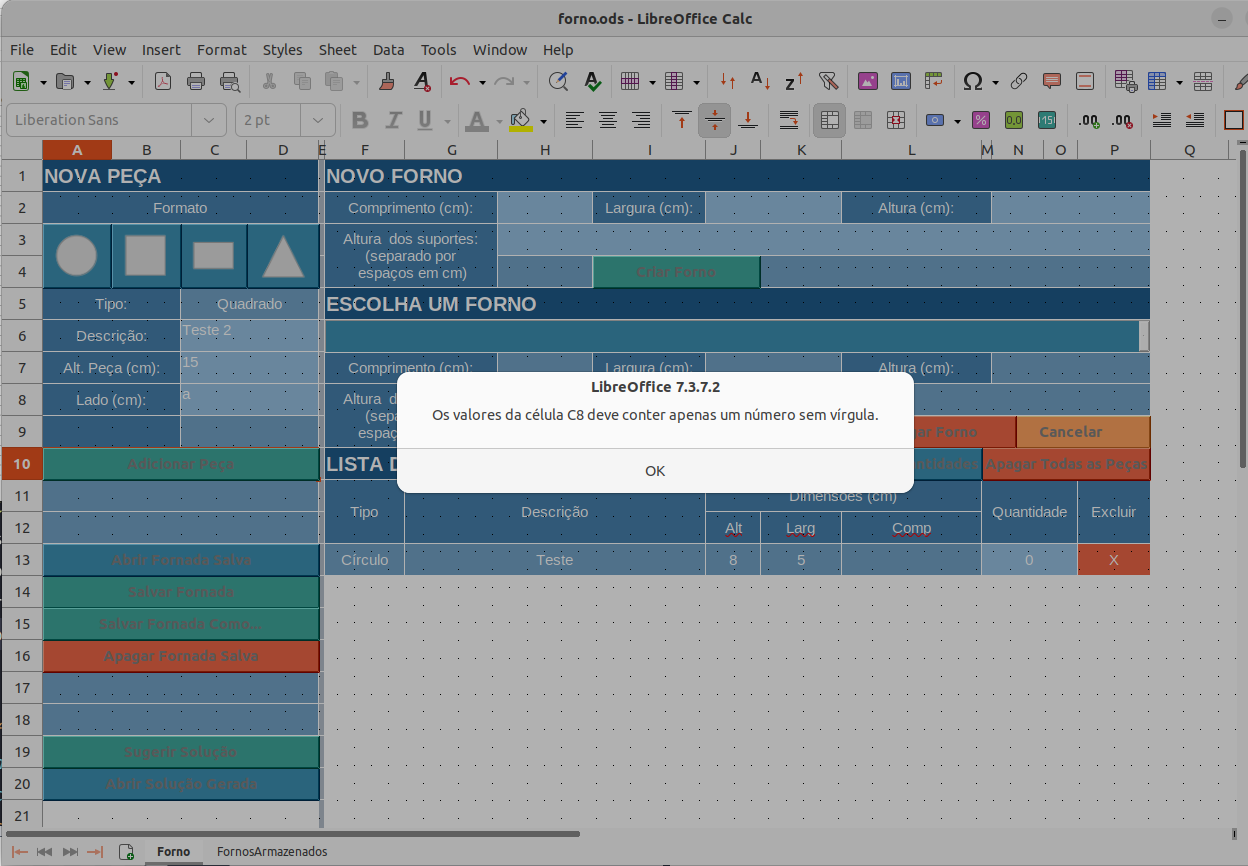 forno.ods - LibreOffice Calc
File Edit View Insert Format Styles Sheet Data Tools Window Help
Liberation Sans 2 pt
A B C D E F G H I J K L M N O P Q
1 NOVA PEÇA NOVO FORNO
2 Formato Comprimento (cm): Largura (cm): Altura (cm):
3 Altura dos suportes:
(separado por
4 espaços em cm) Criar Forno
5 Tipo: Quadrado ESCOLHA UM FORNO
6 Descrição: Teste 2
7 Alt. Peça (cm): 15 Comprimento (cm): Largura (cm): Altura (cm):
8 Lado (cm): a Altura
9 Forno Cancelar
10 Adicionar Peça LISTA Apagar Todas as Peças
LibreOffice 7.3.7.2
Os valores da célula C8 deve conter apenas um número sem vírgula.
OK
11 Tipo Descrição Dimensões (cm) Quantidade Excluir
12 Alt Larg Comp
13 Abrir Fornada Salva Círculo Teste 8 5 0 X
14 Salvar Fornada
15 Salvar Fornada Como...
16 Apagar Fornada Salva
17
18
19 Sugerir Solução
20 Abrir Solução Gerada
21
Forno FornosArmazenados